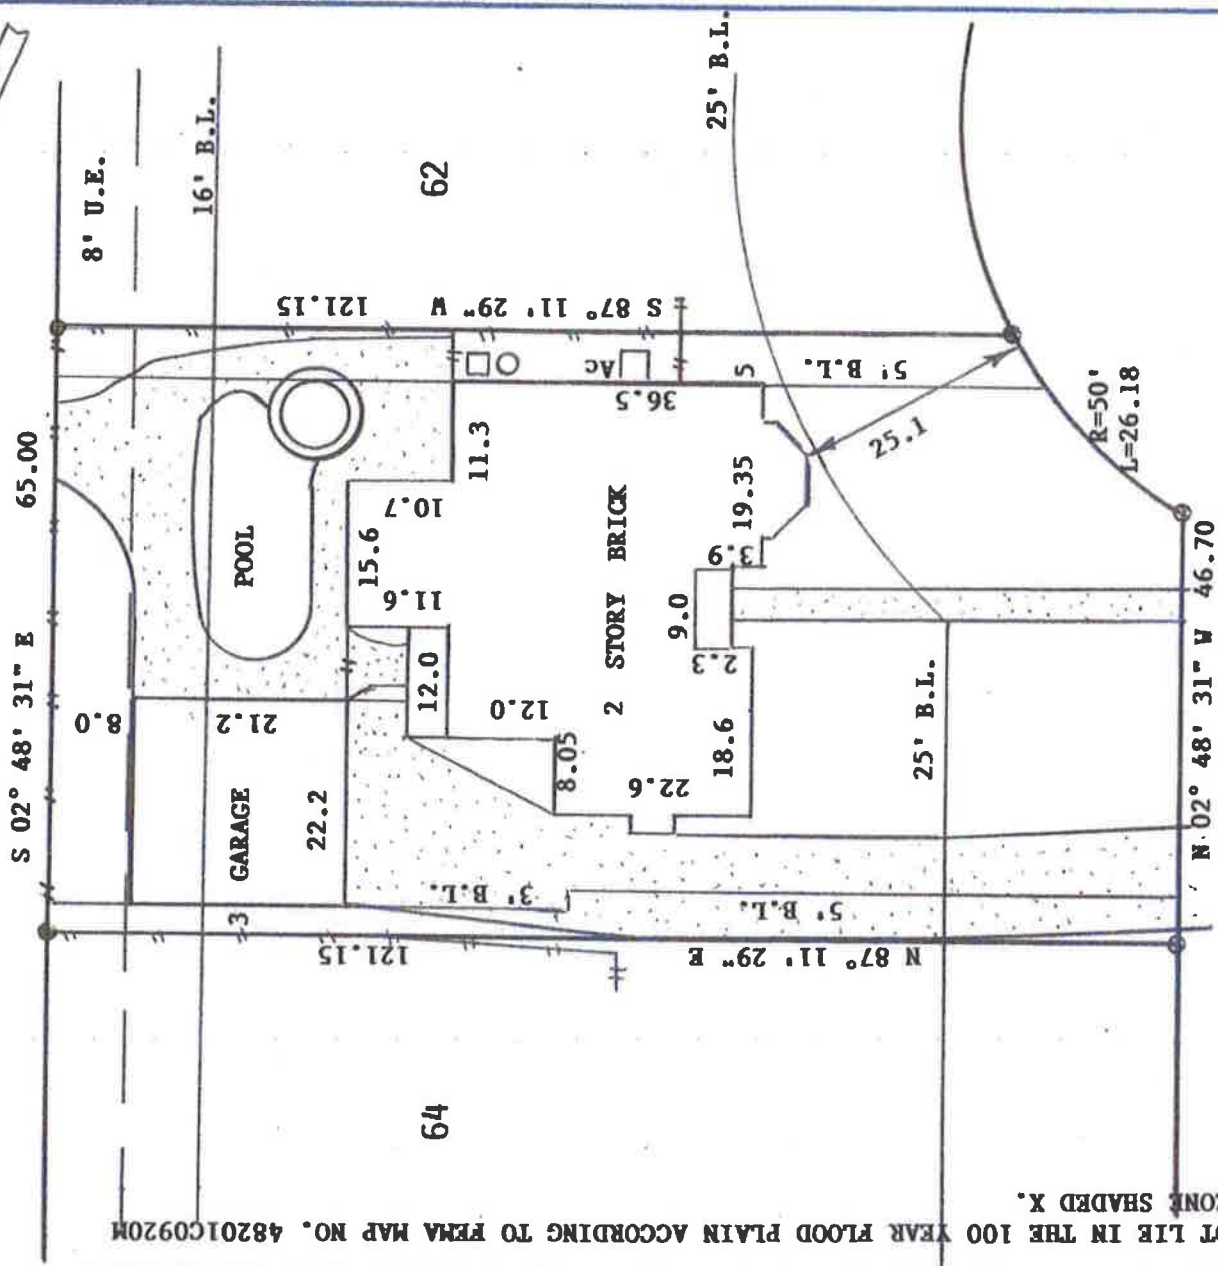 S 02° 48' 31" E 65.00
8' U.E.
16' B.L.
25' B.L.
62
8.0
21.2
GARAGE
22.2
3
POOL
15.6
10.7
11.3
11.6
12.0
12.0
8.05
22.6
18.6
2 STORY BRICK
9.0
2.3
3.9
19.35
36.5
Ac
5
S 87° 11' 29" W 121.15
5' B.L.
25.1
R=50'
L=26.18
3' B.L.
5' B.L.
25' B.L.
121.15
N 87° 11' 29" E
N 02° 48' 31" W 46.70
64
OT LIE IN THE 100 YEAR FLOOD PLAIN ACCORDING TO FEMA MAP NO. 48201C0920M
ZONE SHADED X.